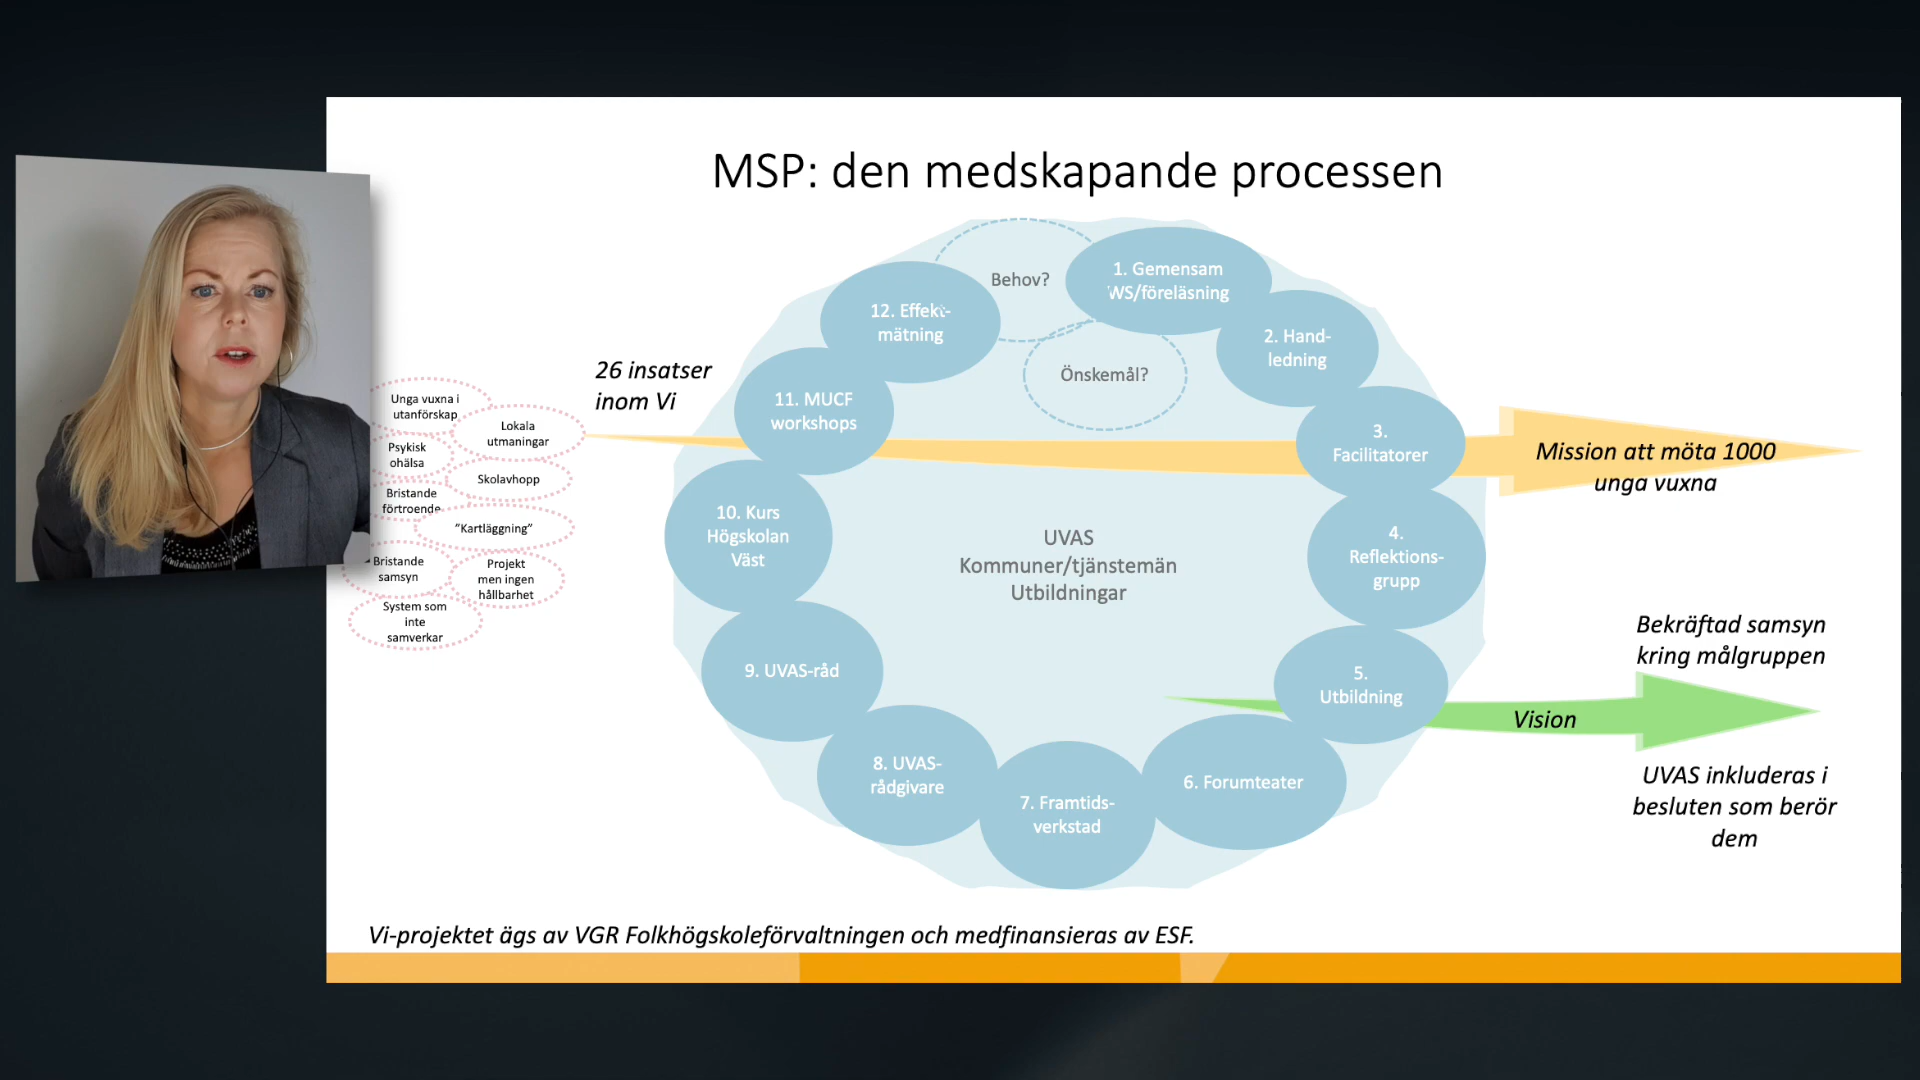 MSP: den medskapande processen
Behov?
Önskemål?
1. Gemensam
WS/föreläsning
2. Hand-
ledning
3.
Facilitatorer
4.
Reflektions-
grupp
5.
Utbildning
6. Forumteater
7. Framtids-
verkstad
8. UVAS-
rådgivare
9. UVAS-råd
10. Kurs
Högskolan
Väst
11. MUCF
workshops
12. Effekt-
mätning
UVAS
Kommuner/tjänstemän
Utbildningar
26 insatser
inom Vi
Unga vuxna i
utanförskap
Lokala
utmaningar
Psykisk
ohälsa
Skolavhopp
Bristande
förtroende
“Kartläggning”
Bristande
samsyn
Projekt
men ingen
hållbarhet
System som
inte
samverkar
Mission att möta 1000
unga vuxna
Bekräftad samsyn
kring målgruppen
Vision
UVAS inkluderas i
besluten som berör
dem
Vi-projektet ägs av VGR Folkhögskoleförvaltningen och medfinansieras av ESF.